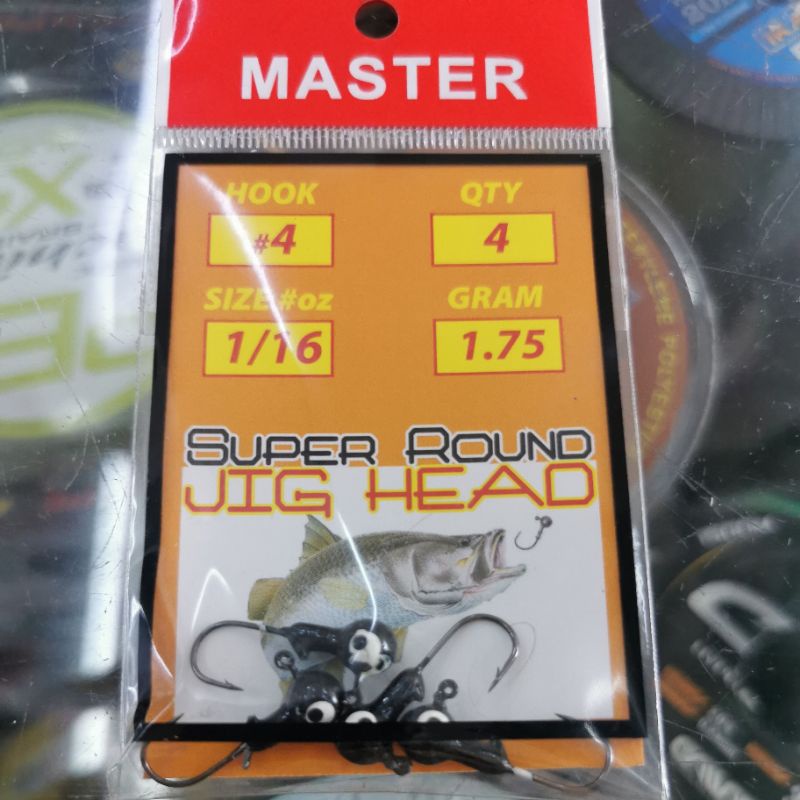 MASTER
HOOK QTY
#4 4
SIZE #oz GRAM
1/16 1.75
SUPER ROUND
JIG HEAD